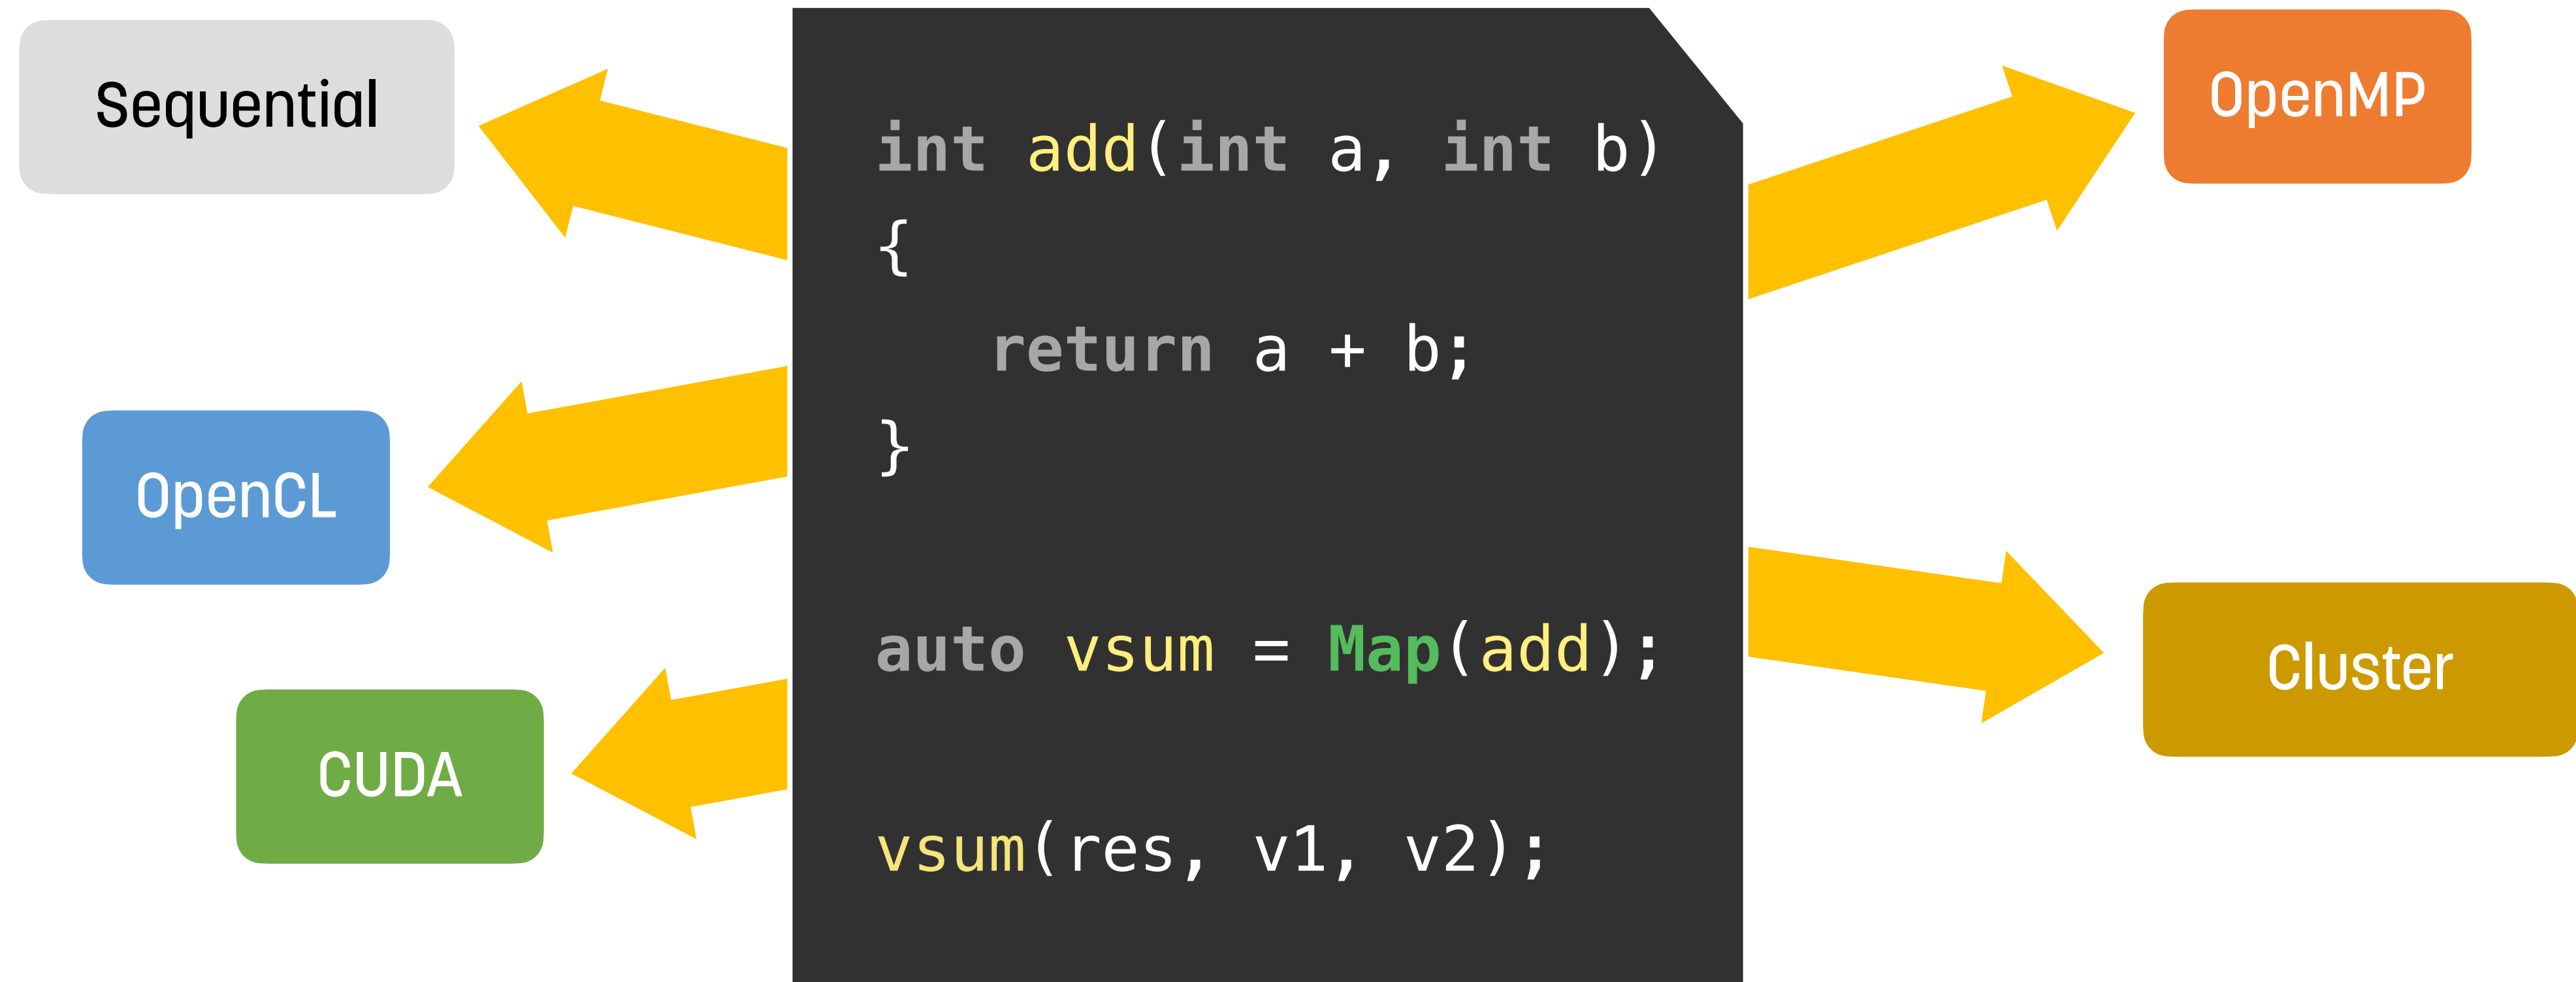 Sequential
OpenCL
CUDA
int add(int a, int b)
{
   return a + b;
}
auto vsum = Map(add);
vsum(res, v1, v2);
OpenMP
Cluster